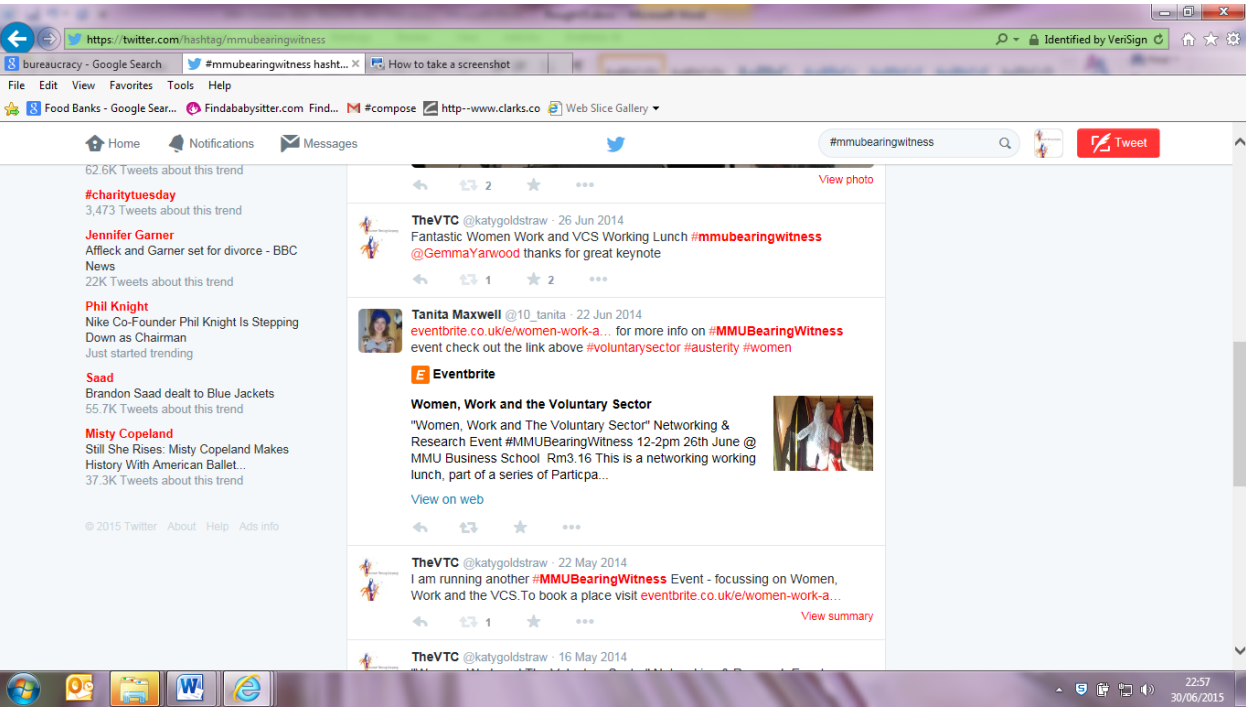 https://twitter.com/hashtag/mmubearingwitness
Identified by VeriSign
bureaucracy - Google Search
#mmubearingwitness hasht...
How to take a screenshot
File Edit View Favorites Tools Help
Food Banks - Google Sear...
Findababysitter.com Find...
#compose
http--www.clarks.co
Web Slice Gallery
Home
Notifications
Messages
#mmubearingwitness
Tweet
62.6K Tweets about this trend
#charitytuesday
3,473 Tweets about this trend
Jennifer Garner
Affleck and Garner set for divorce - BBC
News
22K Tweets about this trend
Phil Knight
Nike Co-Founder Phil Knight Is Stepping
Down as Chairman
Just started trending
Saad
Brandon Saad dealt to Blue Jackets
55.7K Tweets about this trend
Misty Copeland
Still She Rises: Misty Copeland Makes
History With American Ballet...
37.3K Tweets about this trend
© 2015 Twitter About Help Ads info
2
View photo
TheVTC @katygoldstraw · 26 Jun 2014
Fantastic Women Work and VCS Working Lunch #mmubearingwitness
@GemmaYarwood thanks for great keynote
1 2
Tanita Maxwell @10_tanita · 22 Jun 2014
eventbrite.co.uk/e/women-work-a... for more info on #MMUBearingWitness
event check out the link above #voluntarysector #austerity #women
E Eventbrite
Women, Work and the Voluntary Sector
"Women, Work and The Voluntary Sector" Networking &
Research Event #MMUBearingWitness 12-2pm 26th June @
MMU Business School Rm3.16 This is a networking working
lunch, part of a series of Particpa...
View on web
TheVTC @katygoldstraw · 22 May 2014
I am running another #MMUBearingWitness Event - focussing on Women,
Work and the VCS.To book a place visit eventbrite.co.uk/e/women-work-a...
1
View summary
TheVTC @katygoldstraw · 16 May 2014
22:57
30/06/2015